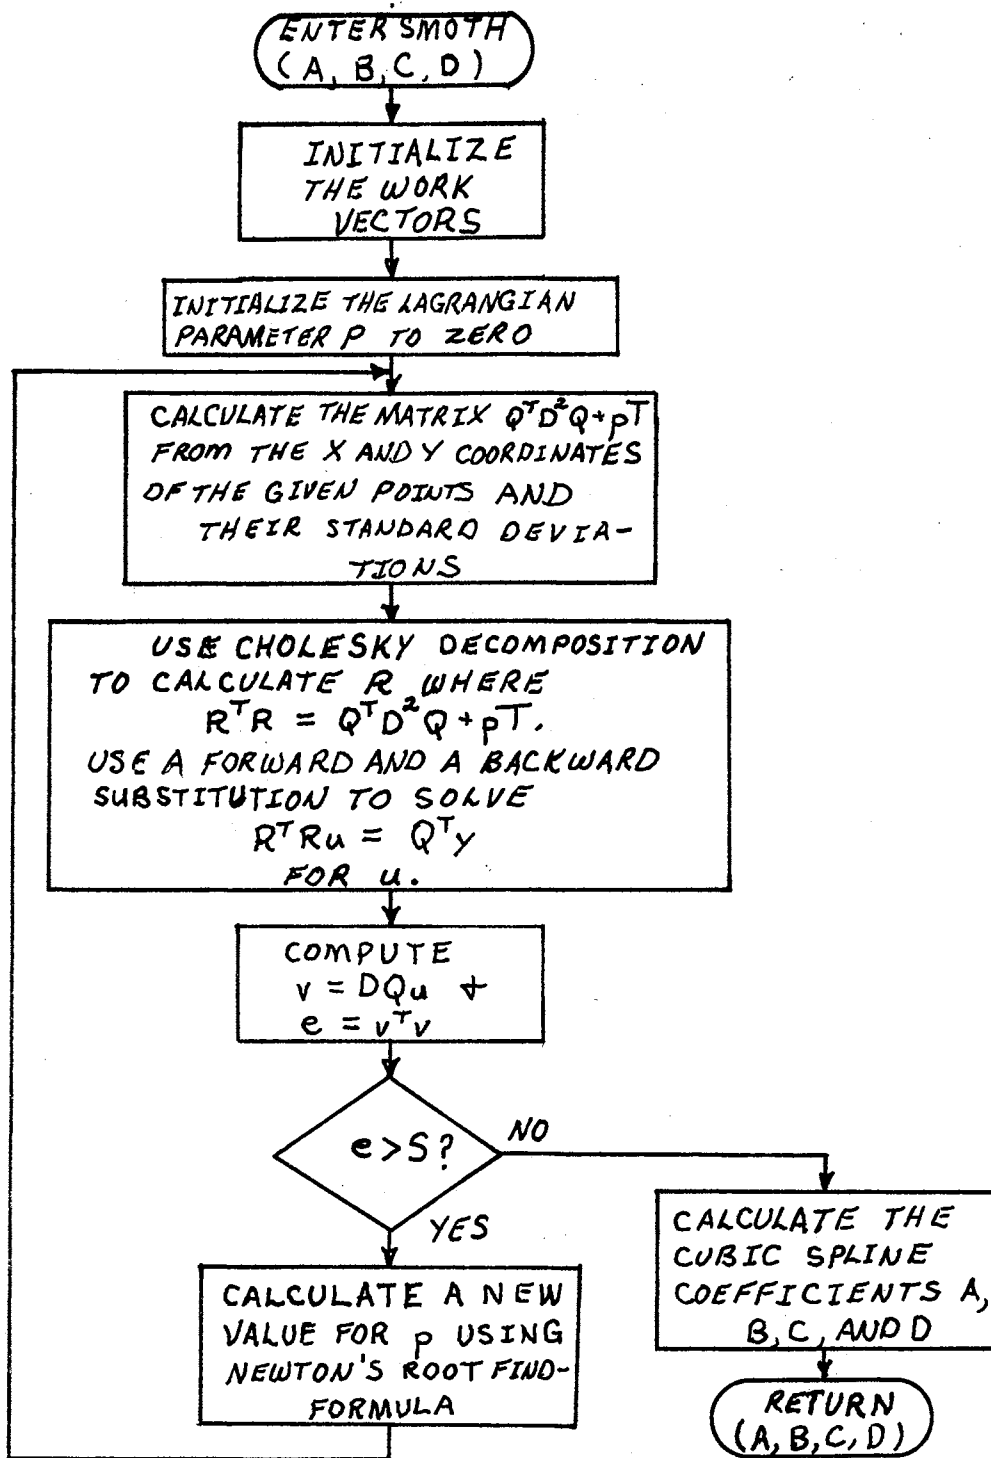 ENTER SMOTH
(A, B, C, D)
INITIALIZE
THE WORK
VECTORS
INITIALIZE THE LAGRANGIAN
PARAMETER P TO ZERO
CALCULATE THE MATRIX QᵀD²Q+pT
FROM THE X AND Y COORDINATES
OF THE GIVEN POINTS AND
THEIR STANDARD DEVIA-
TIONS
USE CHOLESKY DECOMPOSITION
TO CALCULATE R WHERE
RᵀR = QᵀD²Q + pT.
USE A FORWARD AND A BACKWARD
SUBSTITUTION TO SOLVE
RᵀRu = Qᵀy
FOR u.
COMPUTE
v = DQu +
e = vᵀv
e > S?
NO
YES
CALCULATE THE
CUBIC SPLINE
COEFFICIENTS A,
B, C, AND D
CALCULATE A NEW
VALUE FOR p USING
NEWTON'S ROOT FIND-
FORMULA
RETURN
(A, B, C, D)